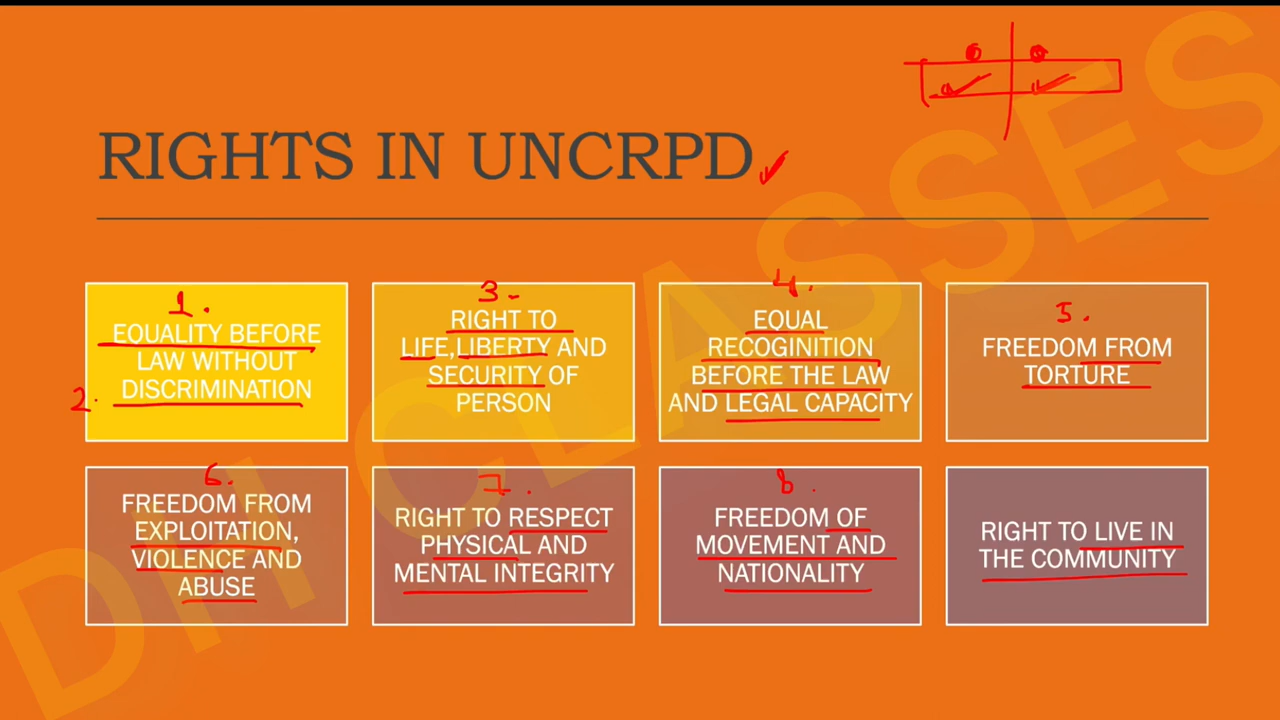 RIGHTS IN UNCRPD
1.
EQUALITY BEFORE
LAW WITHOUT
2. DISCRIMINATION
3.
RIGHT TO
LIFE,LIBERTY AND
SECURITY OF
PERSON
4.
EQUAL
RECOGINITION
BEFORE THE LAW
AND LEGAL CAPACITY
5.
FREEDOM FROM
TORTURE
6.
FREEDOM FROM
EXPLOITATION,
VIOLENCE AND
ABUSE
7.
RIGHT TO RESPECT
PHYSICAL AND
MENTAL INTEGRITY
8.
FREEDOM OF
MOVEMENT AND
NATIONALITY
RIGHT TO LIVE IN
THE COMMUNITY